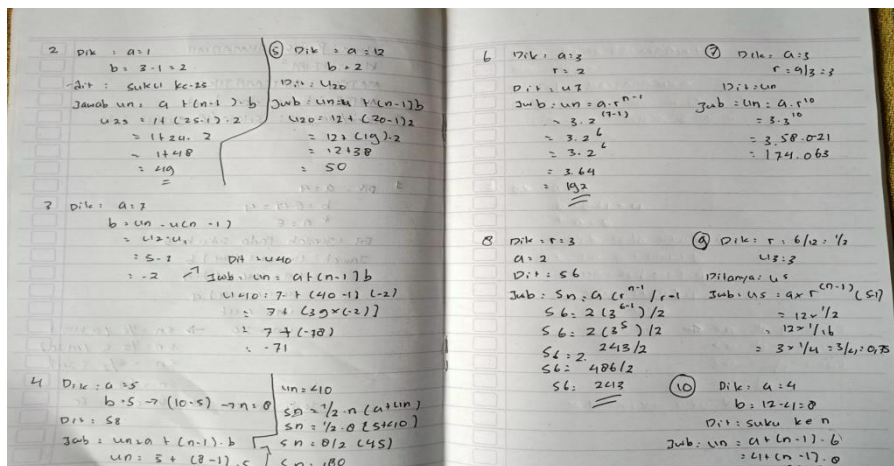 2 Dik : a = 1
b = 3 - 1 = 2
Dit : suku ke-25
Jawab un = a + (n-1) . b
u25 = 1 + (25-1) . 2
= 1 + 24 . 2
= 1 + 48
= 49
5 Dik : a = 12
b = 2
Dit = U20
Jwb : un = + (n-1) b
U20 = 12 + (20-1) 2
= 12 + (19) . 2
= 12 + 38
= 50
3 Dik : a = 7
b = un - u(n-1)
= u2 - u1
= 5 - 7
= -2
Dit = u40
Jwb : un = a + (n-1) b
U40 = 7 + (40-1) (-2)
= 7 + (39 x (-2)]
= 7 + (-78)
= -71
4 Dik : a = 5
b = 5 → (10-5) → n = 8
Dit : S8
Jwb : un = a + (n-1) . b
un = 5 + (8-1) . 5
un = 40
Sn = 1/2 . n (a + un)
Sn = 1/2 . 8 (5+40)
Sn = 8/2 (45)
Sn = 180
6 Dik : a = 3
r = 2
Dit : u7
Jwb : un = a . r^n-1
= 3 . 2^(7-1)
= 3 . 2^6
= 3 . 2^6
= 3 . 64
= 192
7 Dik : a = 3
r = 9/3 = 3
Dit : un
Jwb = un = a . r^10
= 3 . 3^10
= 3 . 58.021
= 174.063
8 Dik : r = 3
a = 2
Dit : S6
Jwb : Sn = a (r^n-1 / r-1
S6 = 2 (3^6-1) / 2
S6 = 2 (3^5) / 2
S6 = 2 . 243/2
S6 = 486/2
S6 = 243
9 Dik : r = 6/12 = 1/2
u3 = 3
Ditanya : u5
Jwb : u5 = a x r^(n-1) (5-1)
= 12 x 1/2
= 12 x 1/16
= 3 x 1/4 = 3/4 = 0,75
10 Dik : a = 4
b = 12 - 4 = 8
Dit : suku ke n
Jwb : un = a + (n-1) . b
= 4 + (n-1) . 8